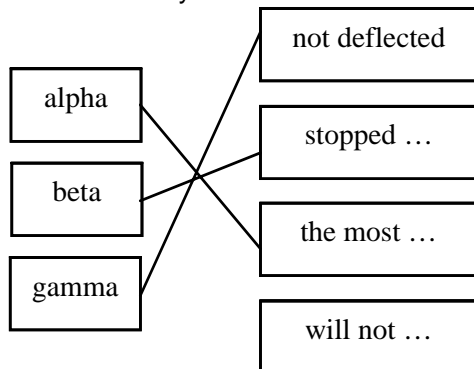 not deflected
alpha
stopped …
beta
the most …
gamma
will not …